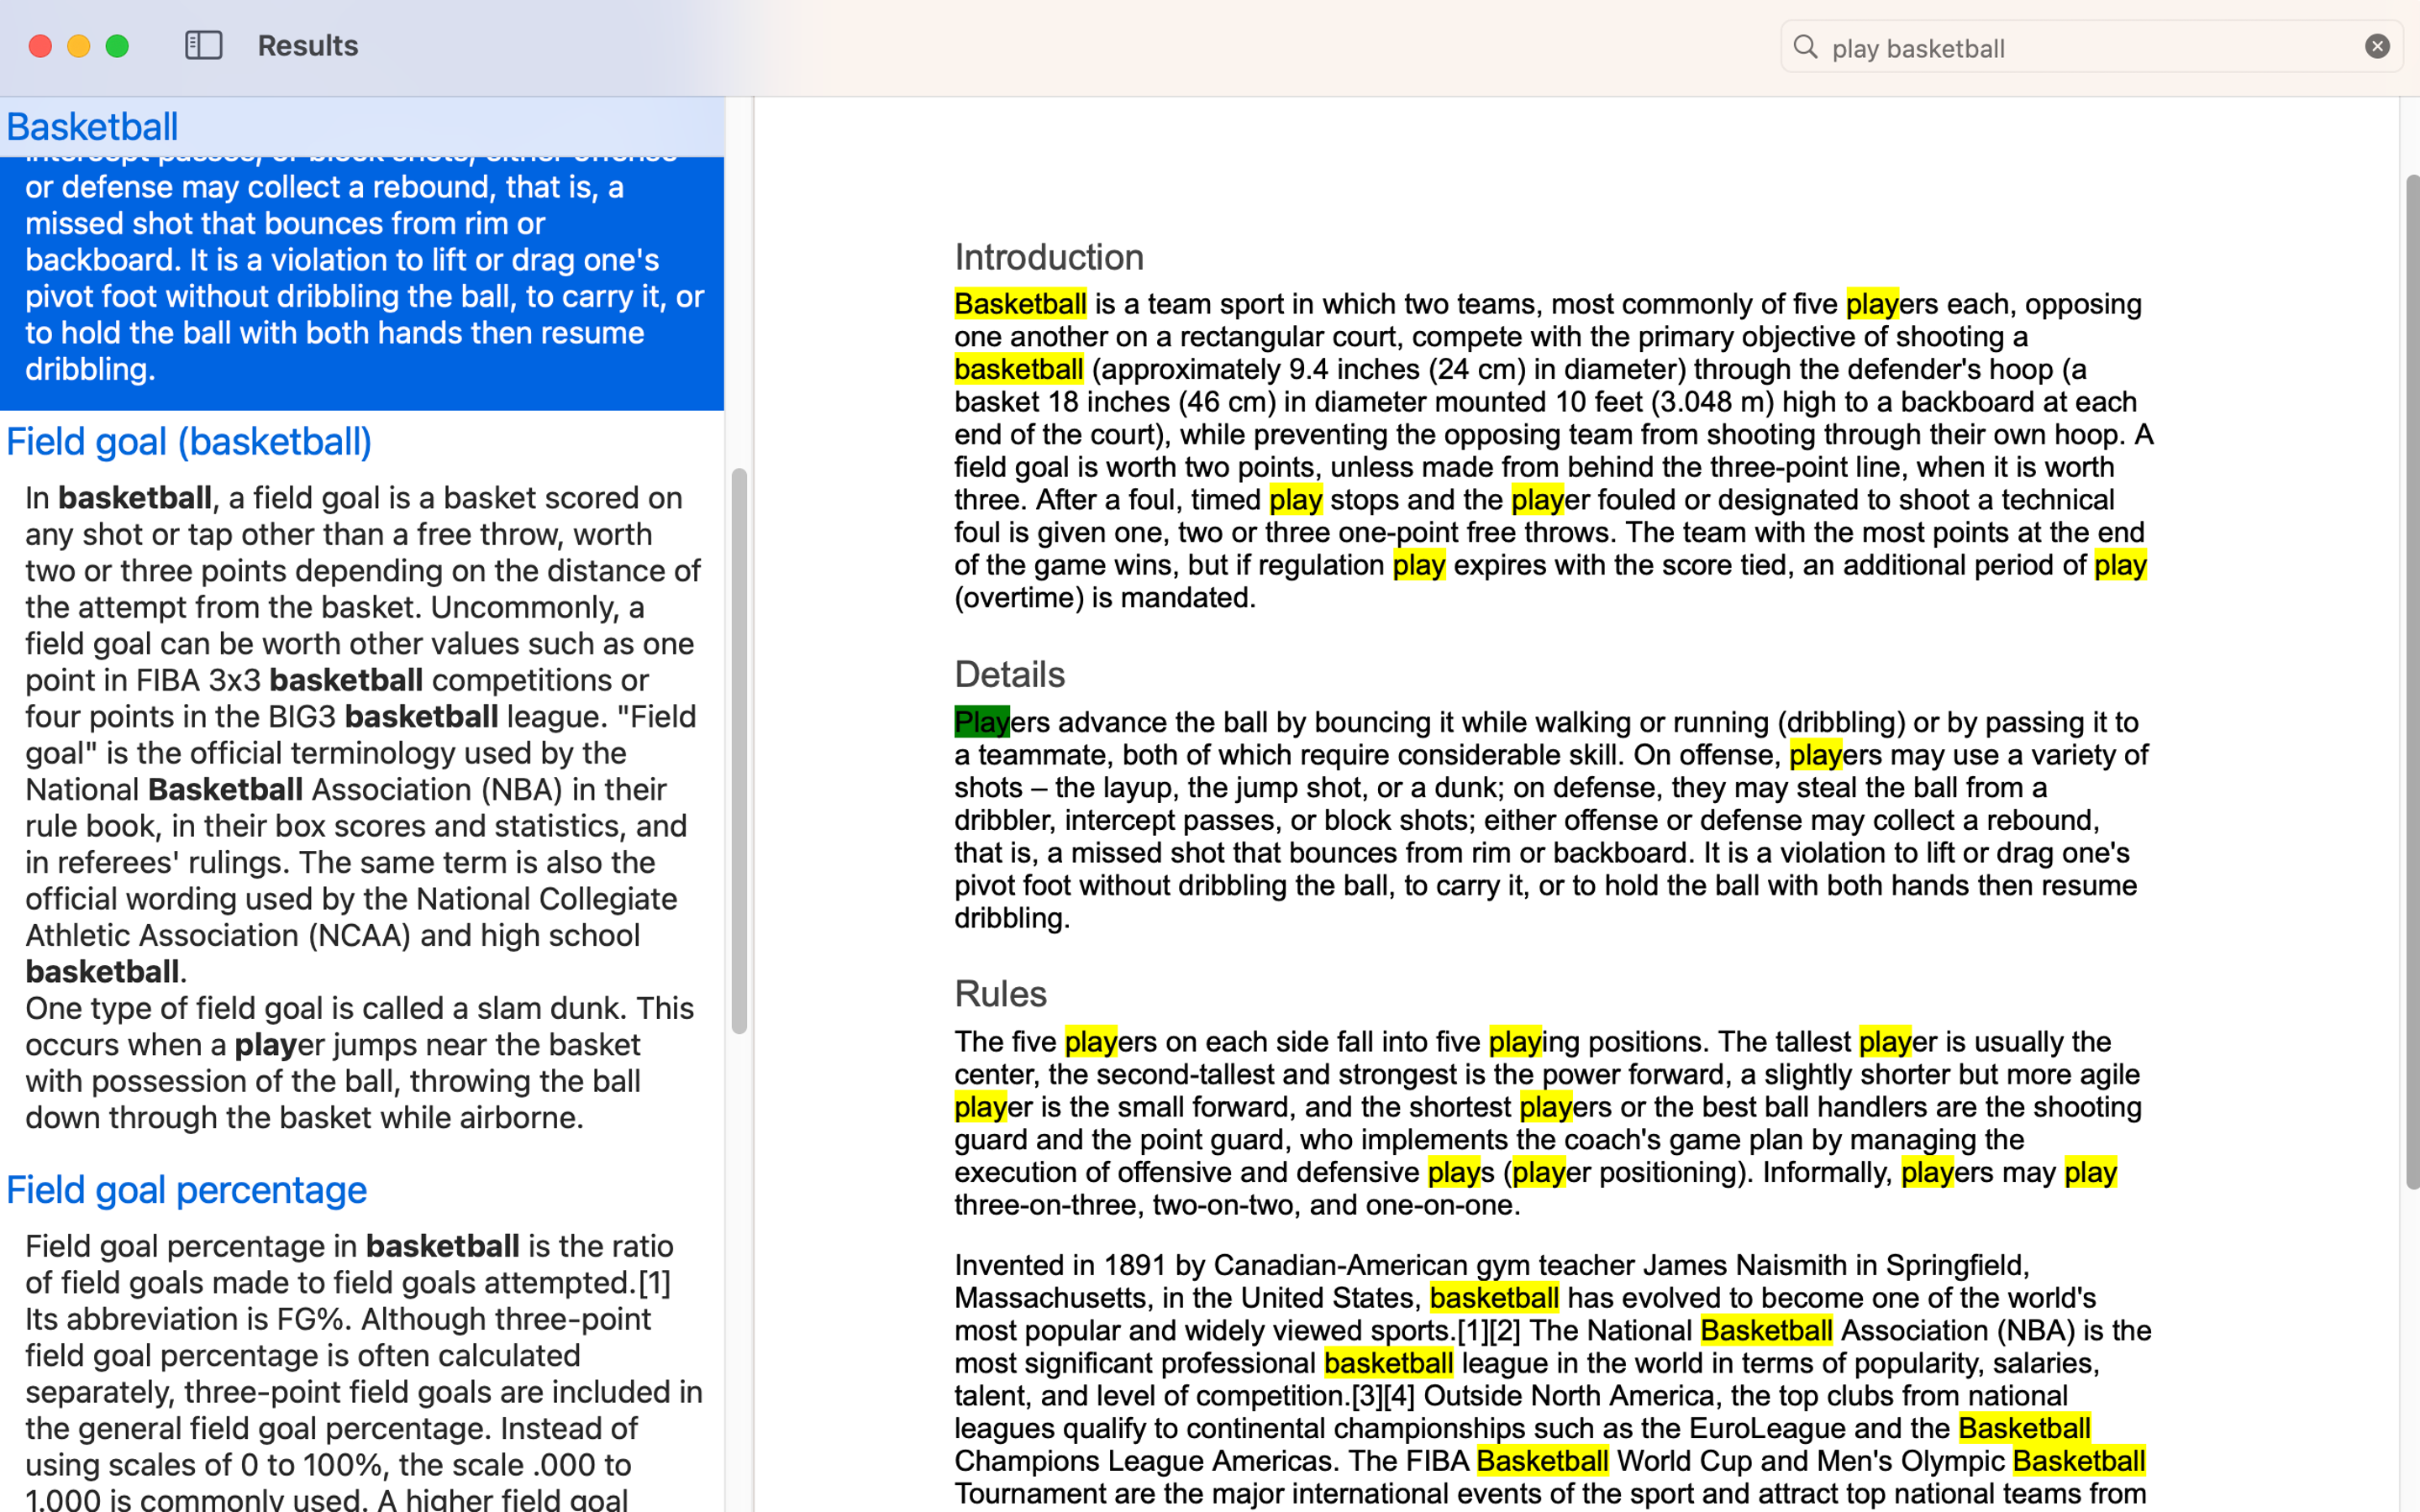 Results
play basketball
Basketball
intercept passes, or block shots; either offense
or defense may collect a rebound, that is, a
missed shot that bounces from rim or
backboard. It is a violation to lift or drag one's
pivot foot without dribbling the ball, to carry it, or
to hold the ball with both hands then resume
dribbling.
Field goal (basketball)
In basketball, a field goal is a basket scored on
any shot or tap other than a free throw, worth
two or three points depending on the distance of
the attempt from the basket. Uncommonly, a
field goal can be worth other values such as one
point in FIBA 3x3 basketball competitions or
four points in the BIG3 basketball league. "Field
goal" is the official terminology used by the
National Basketball Association (NBA) in their
rule book, in their box scores and statistics, and
in referees' rulings. The same term is also the
official wording used by the National Collegiate
Athletic Association (NCAA) and high school
basketball.
One type of field goal is called a slam dunk. This
occurs when a player jumps near the basket
with possession of the ball, throwing the ball
down through the basket while airborne.
Field goal percentage
Field goal percentage in basketball is the ratio
of field goals made to field goals attempted.[1]
Its abbreviation is FG%. Although three-point
field goal percentage is often calculated
separately, three-point field goals are included in
the general field goal percentage. Instead of
using scales of 0 to 100%, the scale .000 to
1.000 is commonly used. A higher field goal
Introduction
Basketball is a team sport in which two teams, most commonly of five players each, opposing
one another on a rectangular court, compete with the primary objective of shooting a
basketball (approximately 9.4 inches (24 cm) in diameter) through the defender's hoop (a
basket 18 inches (46 cm) in diameter mounted 10 feet (3.048 m) high to a backboard at each
end of the court), while preventing the opposing team from shooting through their own hoop. A
field goal is worth two points, unless made from behind the three-point line, when it is worth
three. After a foul, timed play stops and the player fouled or designated to shoot a technical
foul is given one, two or three one-point free throws. The team with the most points at the end
of the game wins, but if regulation play expires with the score tied, an additional period of play
(overtime) is mandated.
Details
Players advance the ball by bouncing it while walking or running (dribbling) or by passing it to
a teammate, both of which require considerable skill. On offense, players may use a variety of
shots – the layup, the jump shot, or a dunk; on defense, they may steal the ball from a
dribbler, intercept passes, or block shots; either offense or defense may collect a rebound,
that is, a missed shot that bounces from rim or backboard. It is a violation to lift or drag one's
pivot foot without dribbling the ball, to carry it, or to hold the ball with both hands then resume
dribbling.
Rules
The five players on each side fall into five playing positions. The tallest player is usually the
center, the second-tallest and strongest is the power forward, a slightly shorter but more agile
player is the small forward, and the shortest players or the best ball handlers are the shooting
guard and the point guard, who implements the coach's game plan by managing the
execution of offensive and defensive plays (player positioning). Informally, players may play
three-on-three, two-on-two, and one-on-one.
Invented in 1891 by Canadian-American gym teacher James Naismith in Springfield,
Massachusetts, in the United States, basketball has evolved to become one of the world's
most popular and widely viewed sports.[1][2] The National Basketball Association (NBA) is the
most significant professional basketball league in the world in terms of popularity, salaries,
talent, and level of competition.[3][4] Outside North America, the top clubs from national
leagues qualify to continental championships such as the EuroLeague and the Basketball
Champions League Americas. The FIBA Basketball World Cup and Men's Olympic Basketball
Tournament are the major international events of the sport and attract top national teams from